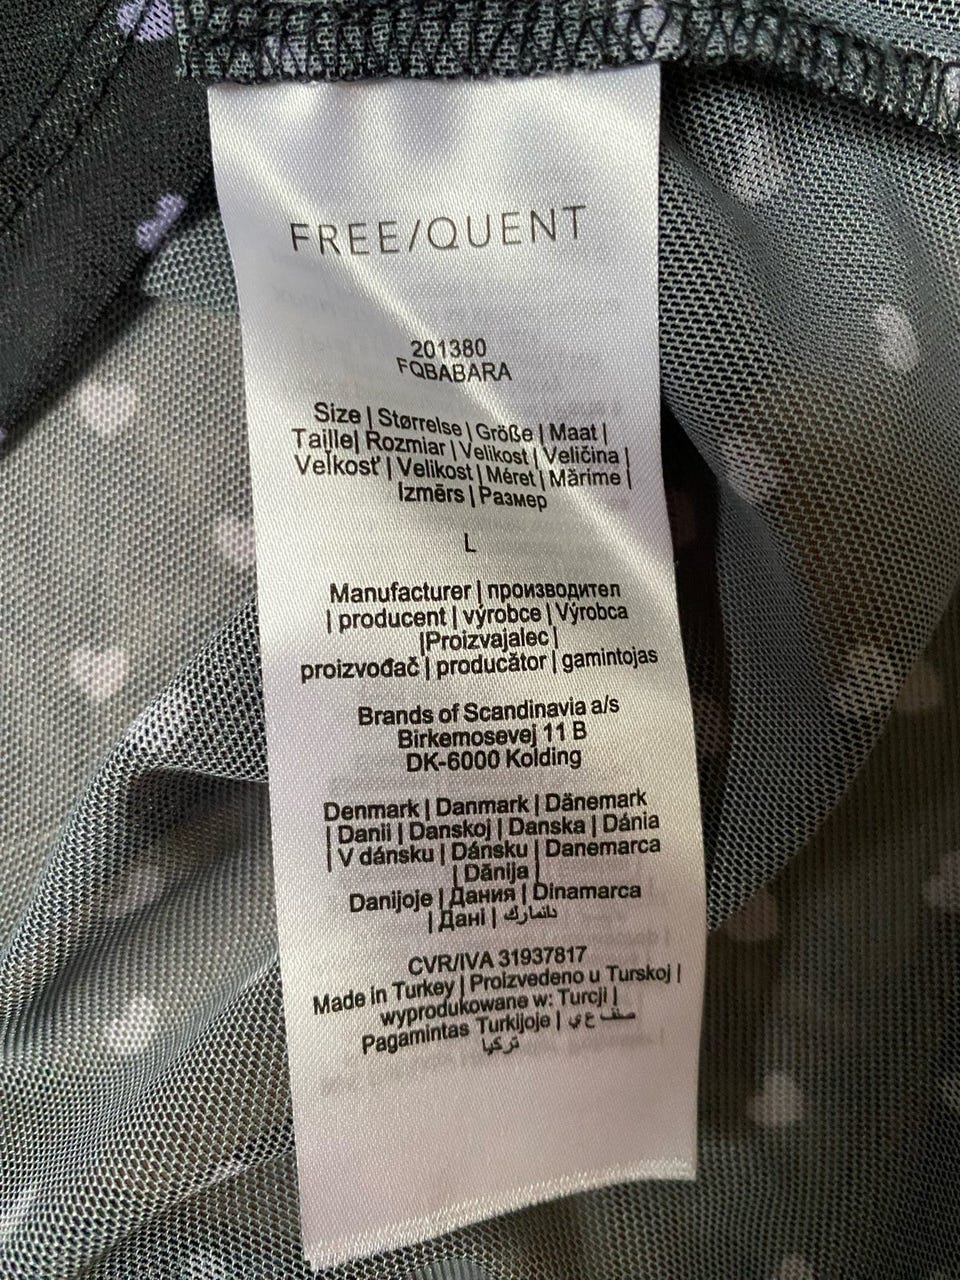 FREE/QUENT
201380
FQBABARA
Size | Størrelse | Größe | Maat |
Taille| Rozmiar | Velikost | Veličina |
Veľkosť | Velikost | Méret | Mărime |
Izmērs | Размер
L
Manufacturer | производител
| producent | výrobce | Výrobca
|Proizvajalec |
proizvođač | producător | gamintojas
Brands of Scandinavia a/s
Birkemosevej 11 B
DK-6000 Kolding
Denmark | Danmark | Dänemark
| Danii | Danskoj | Danska | Dánia
| V dánsku | Dánsku | Danemarca
| Dānija |
Danijoje | Дания | Dinamarca
| Дані | دانمارك
CVR/IVA 31937817
Made in Turkey | Proizvedeno u Turskoj |
wyprodukowane w: Turcji |
Pagamintas Turkijoje |
تركيا